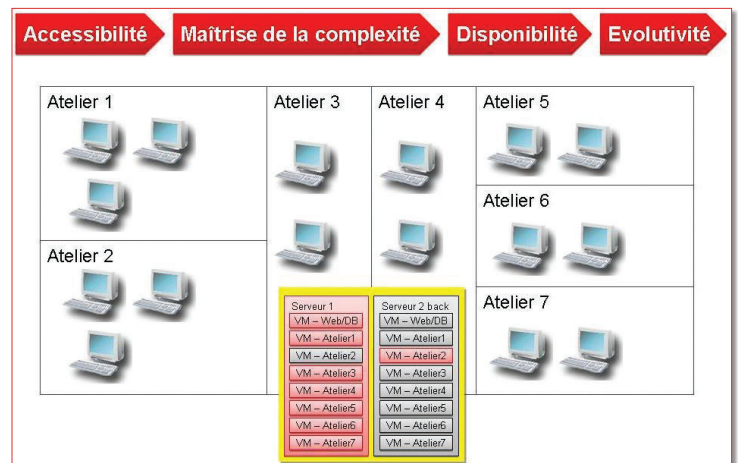 Accessibilité Maîtrise de la complexité Disponibilité Evolutivité
Atelier 1
Atelier 3
Atelier 4
Atelier 5
Atelier 6
Atelier 2
Atelier 7
Serveur 1
VM – Web/DB
VM – Atelier1
VM – Atelier2
VM – Atelier3
VM – Atelier4
VM – Atelier5
VM – Atelier6
VM – Atelier7
Serveur 2 back
VM – Web/DB
VM – Atelier1
VM – Atelier2
VM – Atelier3
VM – Atelier4
VM – Atelier5
VM – Atelier6
VM – Atelier7